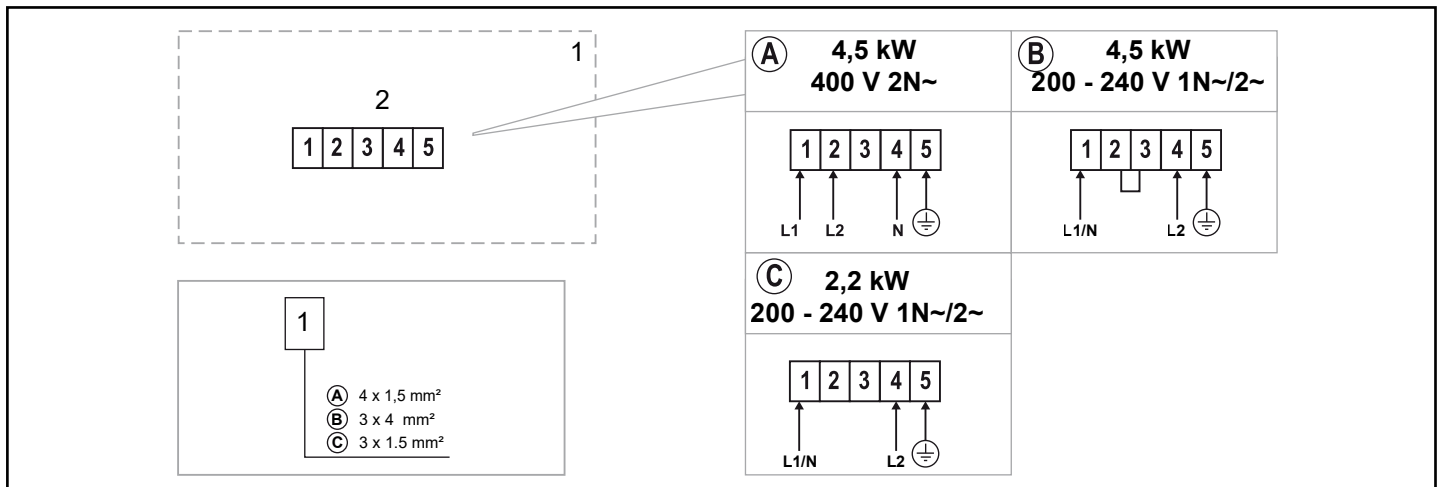 1
2
1 2 3 4 5
1
A 4 x 1,5 mm²
B 3 x 4 mm²
C 3 x 1.5 mm²
A 4,5 kW
400 V 2N~
1 2 3 4 5
L1 L2 N
B 4,5 kW
200 - 240 V 1N~/2~
1 2 3 4 5
L1/N L2
C 2,2 kW
200 - 240 V 1N~/2~
1 2 3 4 5
L1/N L2